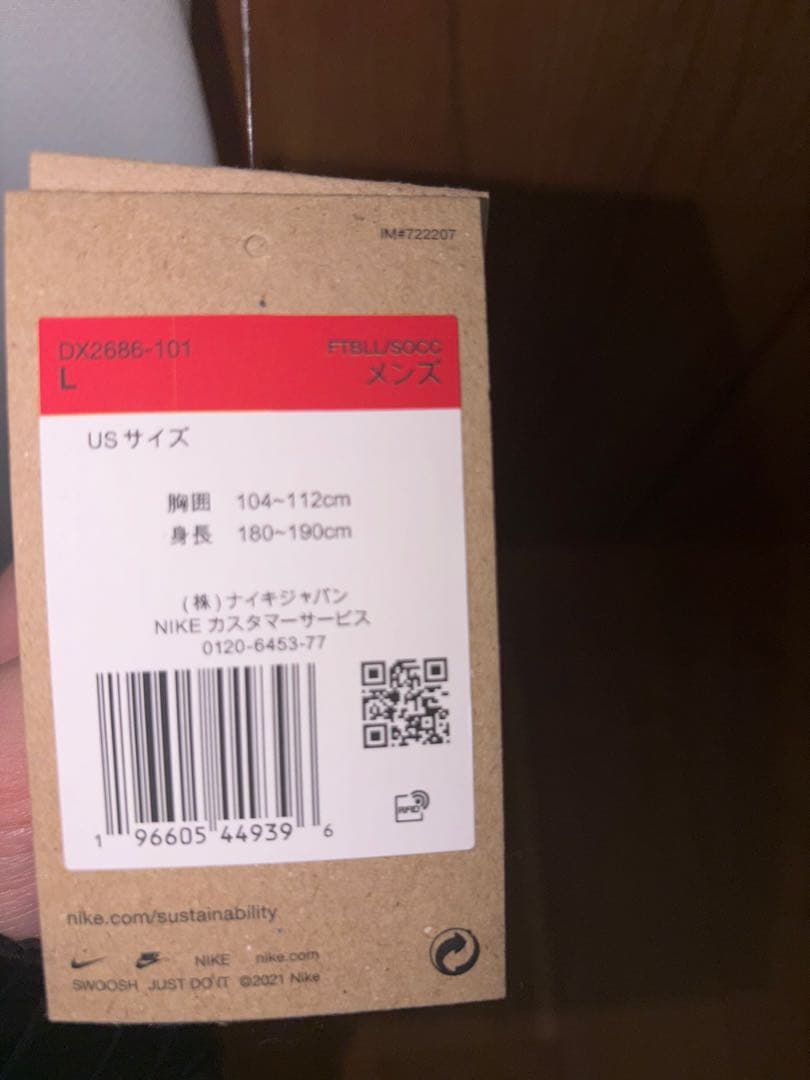 IM#722207
DX2686-101
FTBLL/SOCC
L
メンズ
US サイズ
胸囲 104~112cm
身長 180~190cm
(株)ナイキジャパン
NIKE カスタマーサービス
0120-6453-77
RFID
1 96605 44939 6
nike.com/sustainability
NIKE nike.com
SWOOSH JUST DO IT ©2021 Nike